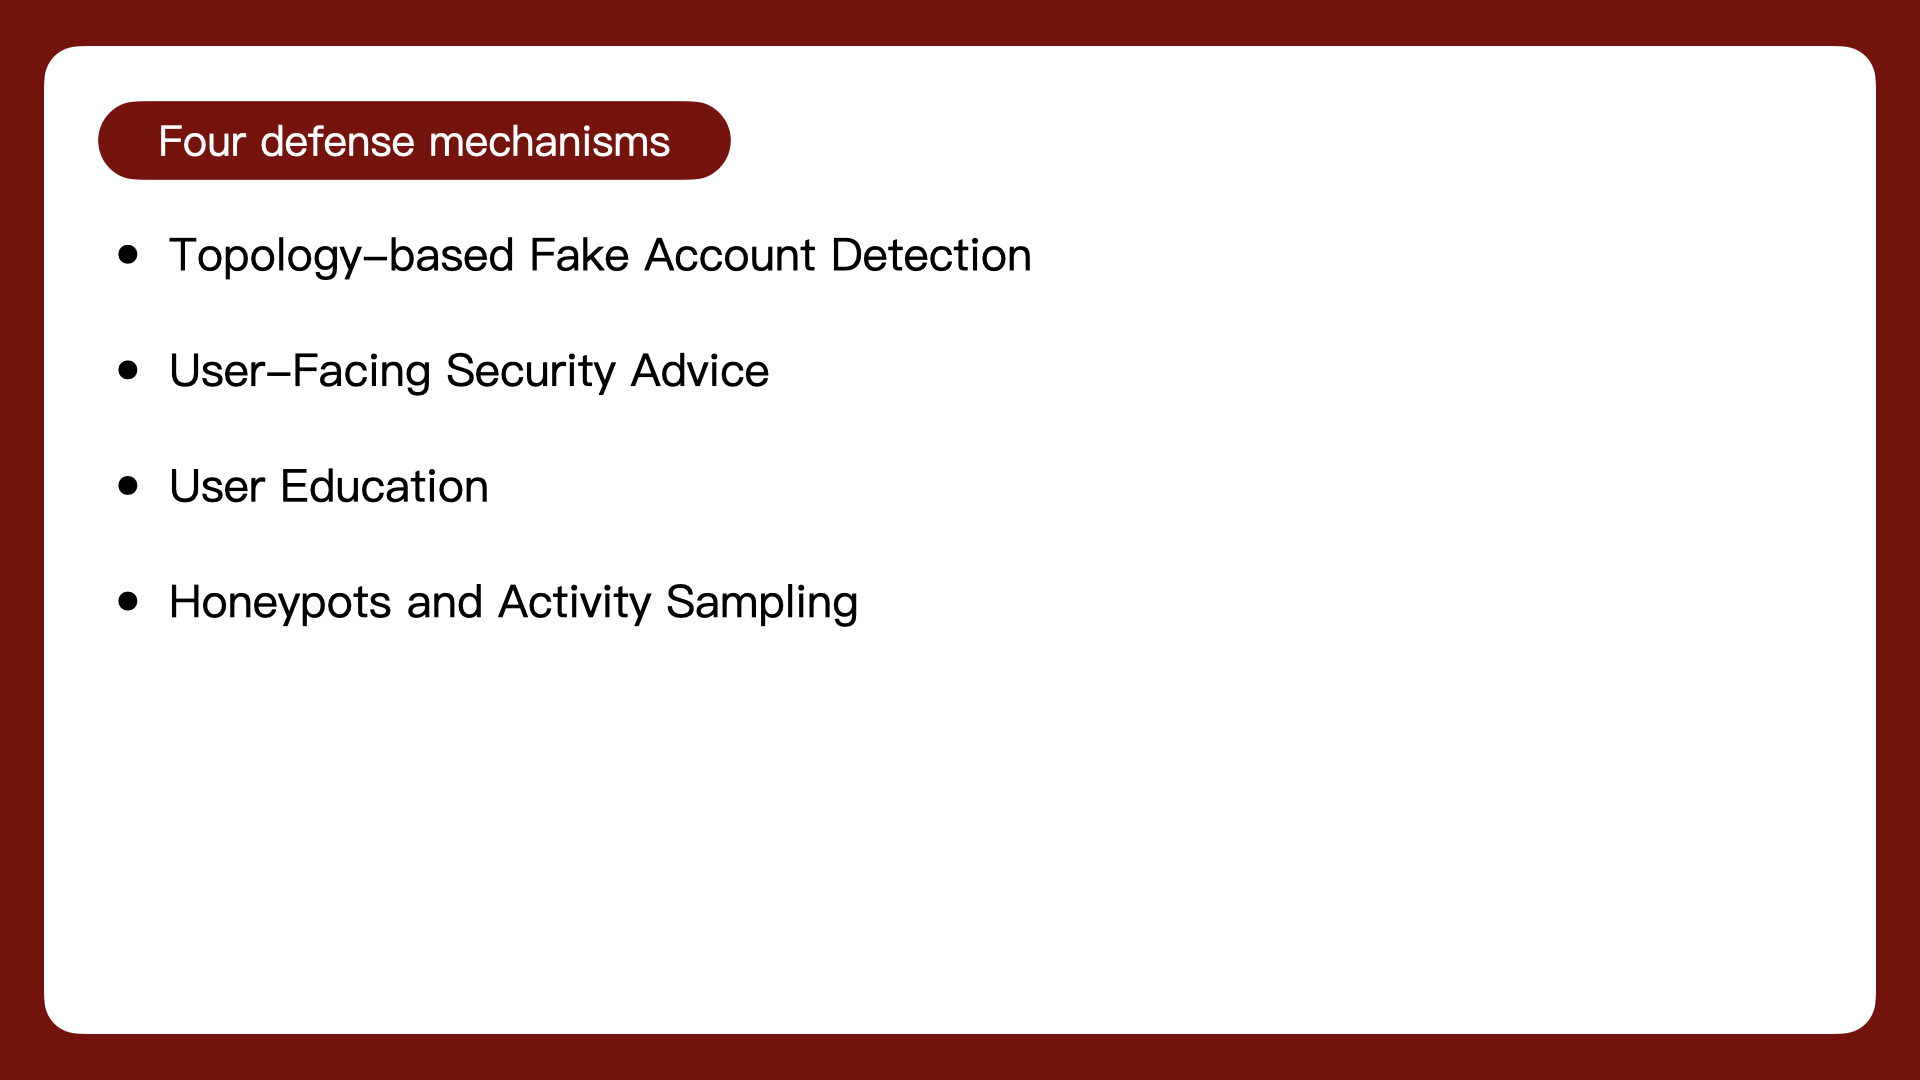 Four defense mechanisms
• Topology-based Fake Account Detection
• User-Facing Security Advice
• User Education
• Honeypots and Activity Sampling